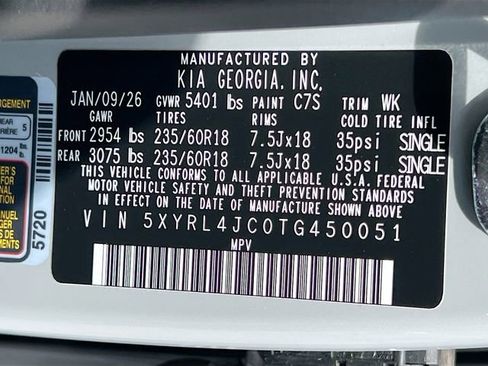 MANUFACTURED BY
KIA GEORGIA, INC.
JAN/09/26 GVWR 5401 lbs PAINT C7S TRIM WK
GAWR TIRES RIMS COLD TIRE INFL
FRONT 2954 lbs 235/60R18 7.5Jx18 35psi SINGLE
REAR 3075 lbs 235/60R18 7.5Jx18 35psi SINGLE
THIS VEHICLE CONFORMS TO ALL APPLICABLE U.S.A. FEDERAL
MOTOR VEHICLE SAFETY AND THEFT PREVENTION STANDARDS
IN EFFECT ON THE DATE OF MANUFACTURE SHOWN ABOVE
VIN 5XYRL4JC0TG450051
MPV
5
1204
5720